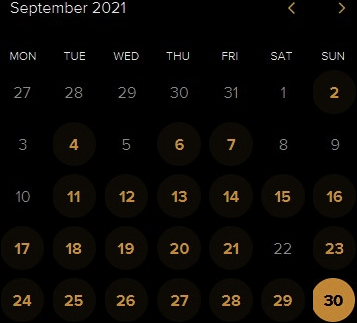 September 2021
MON TUE WED THU FRI SAT SUN
27 28 29 30 31 1 2
3 4 5 6 7 8 9
10 11 12 13 14 15 16
17 18 19 20 21 22 23
24 25 26 27 28 29 30